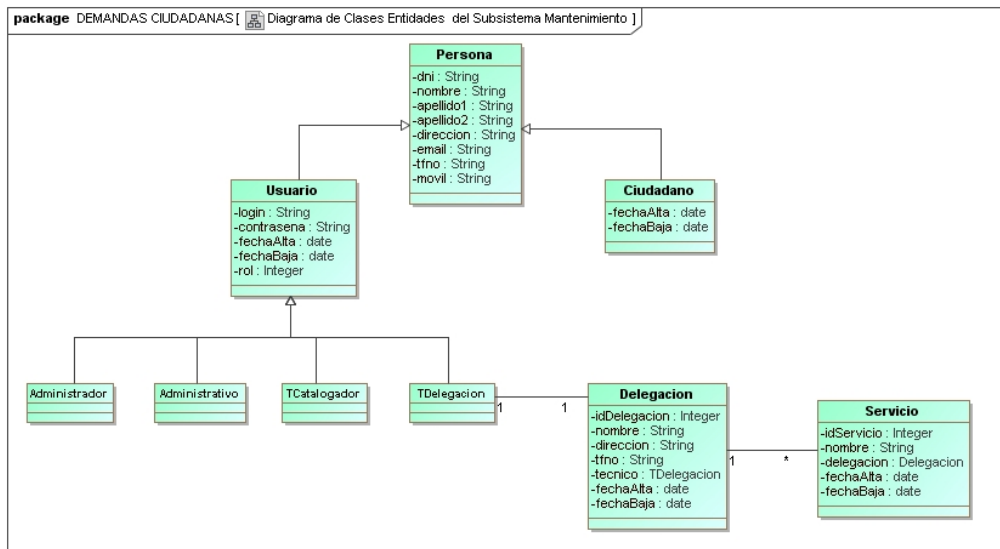 package DEMANDAS CIUDADANAS [ Diagrama de Clases Entidades del Subsistema Mantenimiento ]
Persona
-dni : String
-nombre : String
-apellido1 : String
-apellido2 : String
-direccion : String
-email : String
-tfno : String
-movil : String
Usuario
-login : String
-contrasena : String
-fechaAlta : date
-fechaBaja : date
-rol : Integer
Ciudadano
-fechaAlta : date
-fechaBaja : date
Administrador
Administrativo
TCatalogador
TDelegacion
1
1
Delegacion
-idDelegacion : Integer
-nombre : String
-direccion : String
-tfno : String
-tecnico : TDelegacion
-fechaAlta : date
-fechaBaja : date
1
*
Servicio
-idServicio : Integer
-nombre : String
-delegacion : Delegacion
-fechaAlta : date
-fechaBaja : date